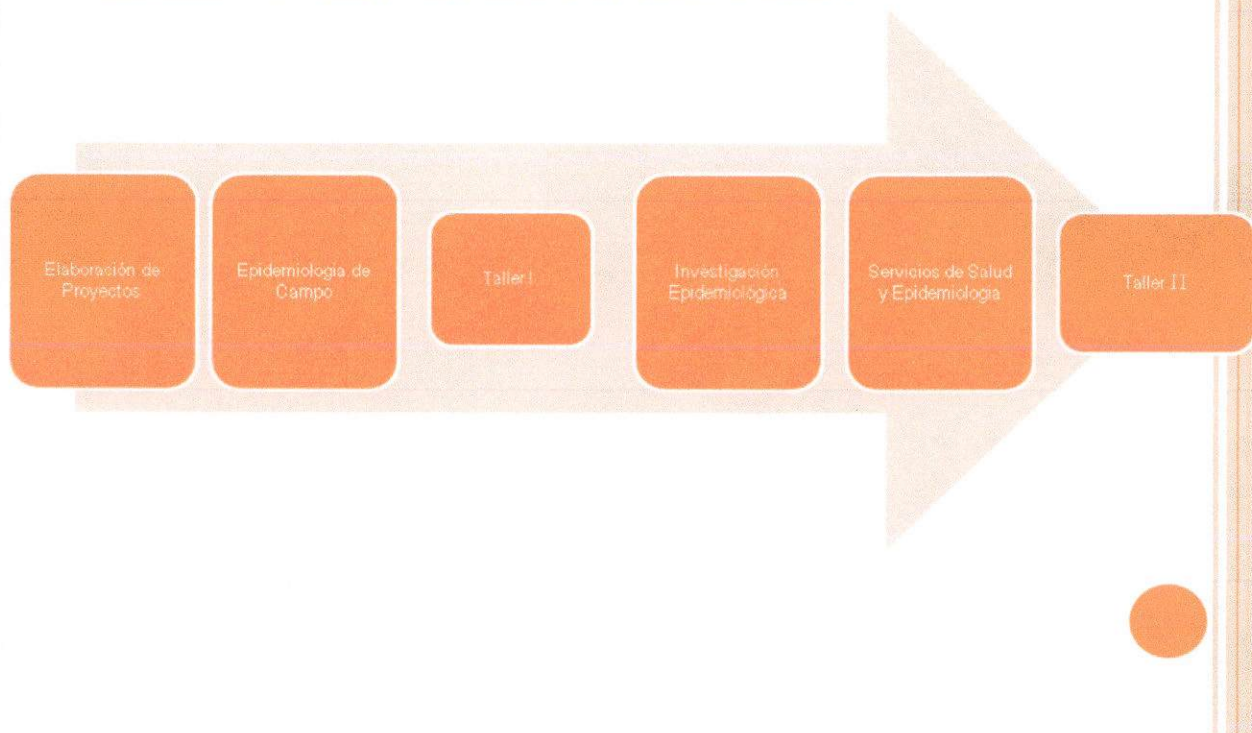 Elaboración de
Proyectos
Epidemiología de
Campo
Taller I
Investigación
Epidemiológica
Servicios de Salud
y Epidemiología
Taller II